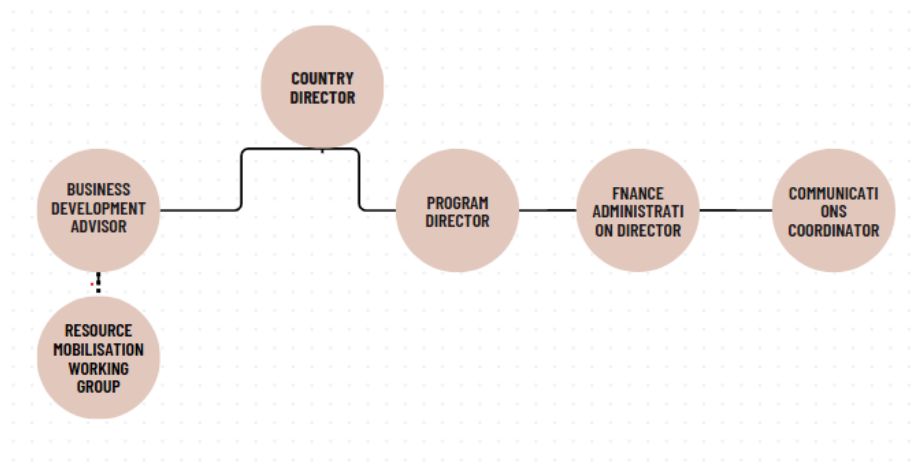 COUNTRY
DIRECTOR
BUSINESS
DEVELOPMENT
ADVISOR
PROGRAM
DIRECTOR
FNANCE
ADMINISTRATI
ON DIRECTOR
COMMUNICATI
ONS
COORDINATOR
RESOURCE
MOBILISATION
WORKING
GROUP